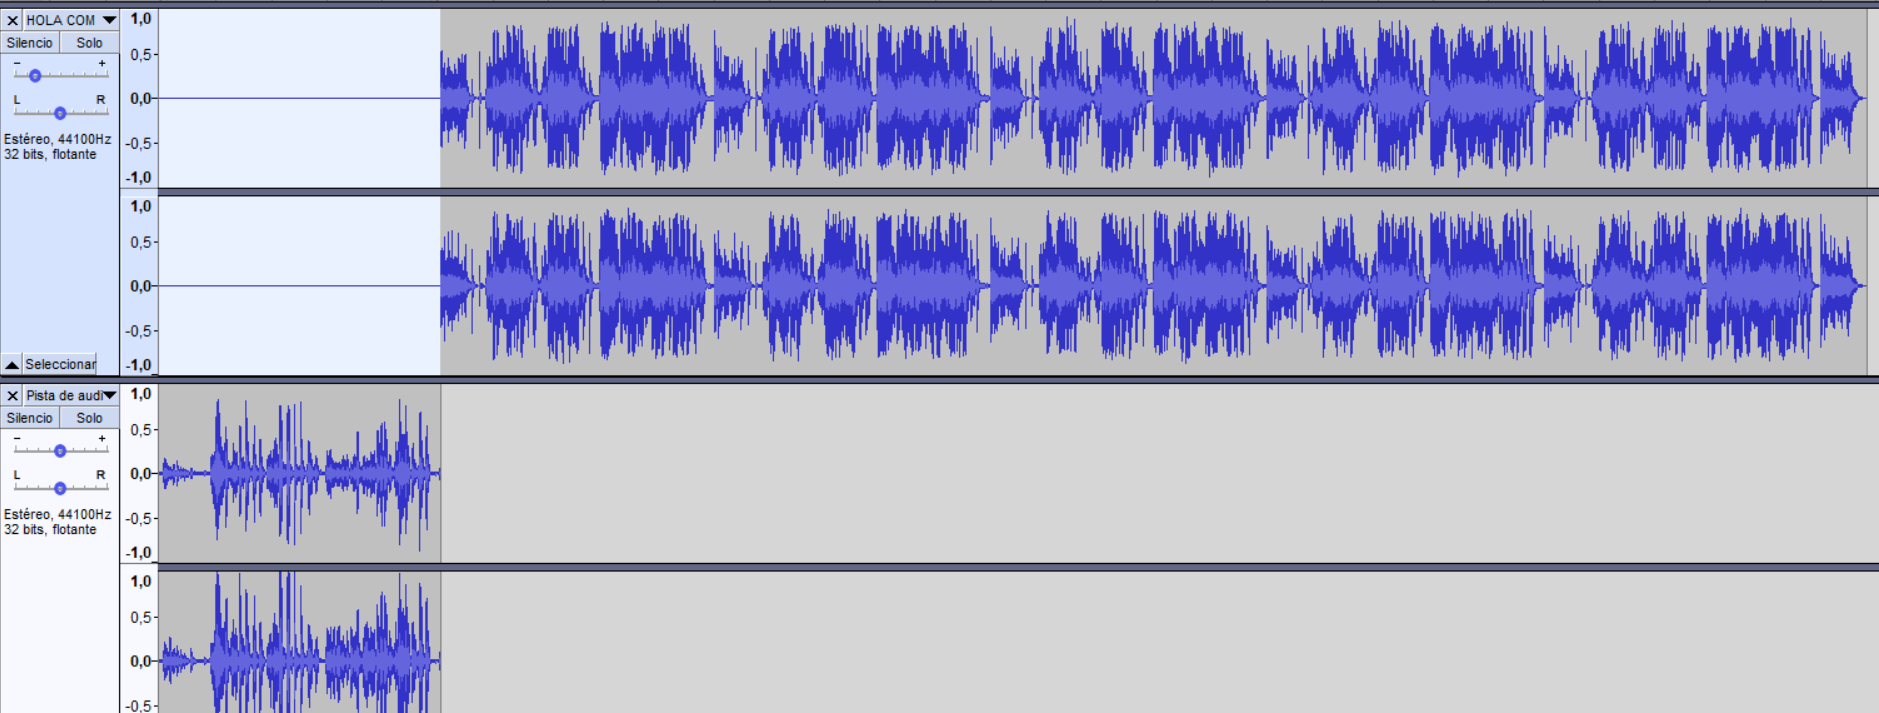 HOLA COM
Silencio Solo
- +
L R
Estéreo, 44100Hz
32 bits, flotante
Seleccionar
1,0
0,5
0,0
-0,5
-1,0
1,0
0,5
0,0
-0,5
-1,0
Pista de audi
Silencio Solo
- +
L R
Estéreo, 44100Hz
32 bits, flotante
1,0
0,5
0,0
-0,5
-1,0
1,0
0,5
0,0
-0,5